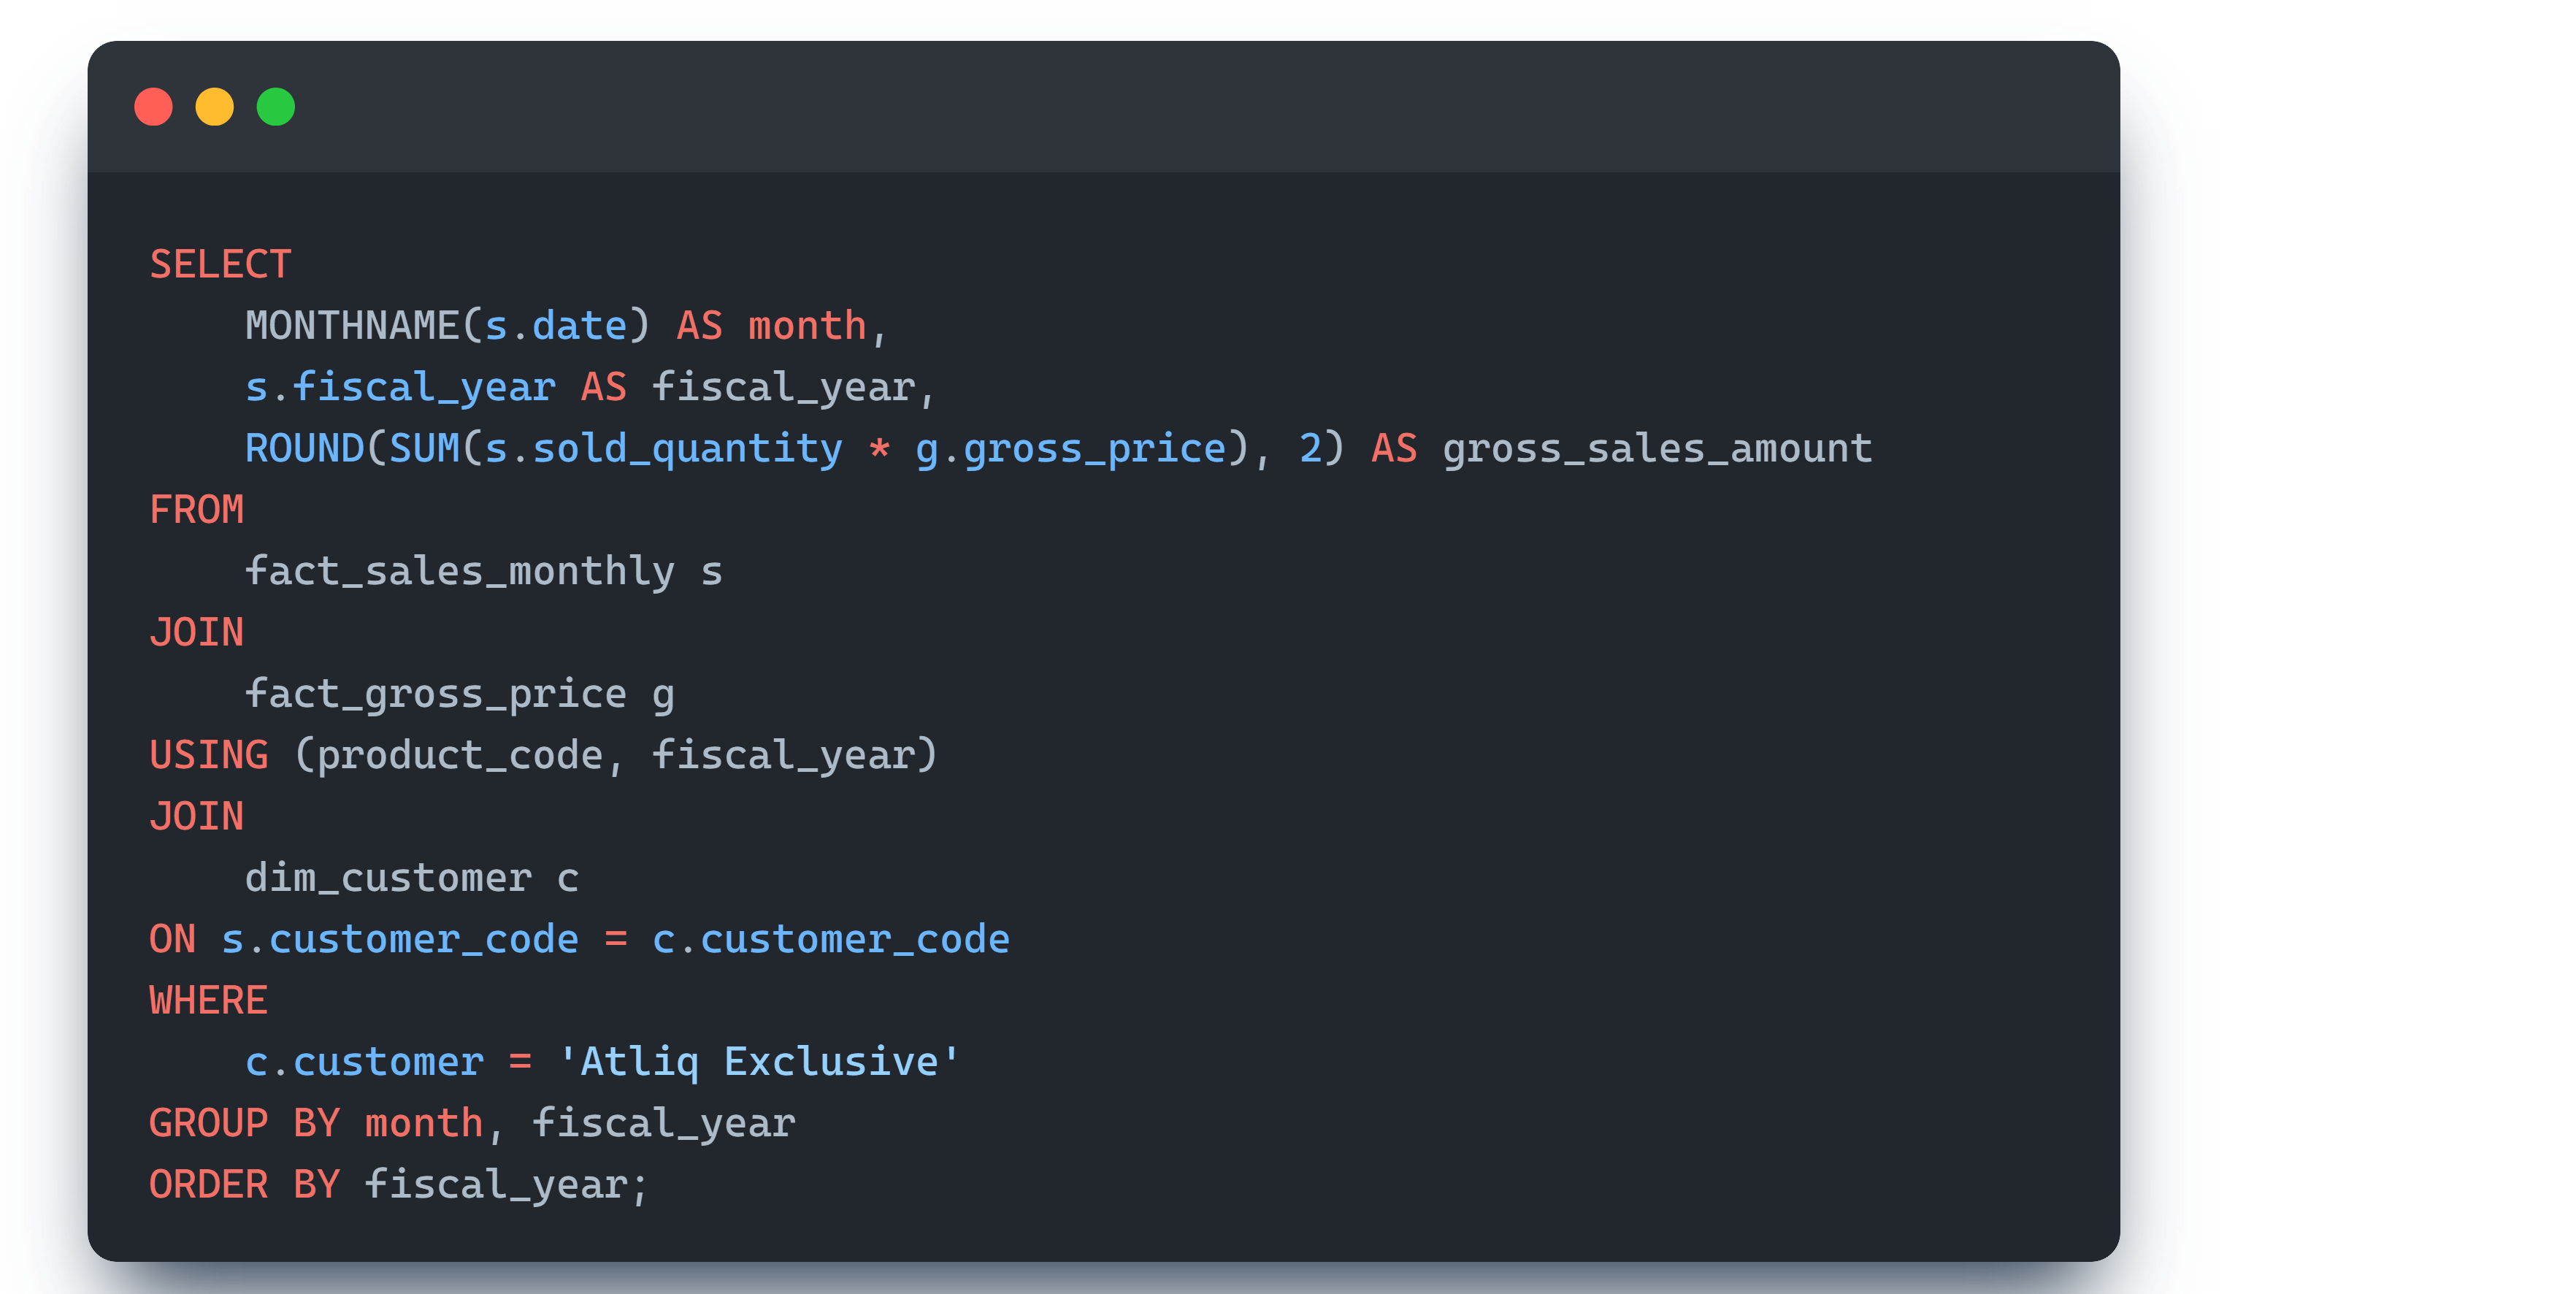 SELECT
    MONTHNAME(s.date) AS month,
    s.fiscal_year AS fiscal_year,
    ROUND(SUM(s.sold_quantity * g.gross_price), 2) AS gross_sales_amount
FROM
    fact_sales_monthly s
JOIN
    fact_gross_price g
USING (product_code, fiscal_year)
JOIN
    dim_customer c
ON s.customer_code = c.customer_code
WHERE
    c.customer = 'Atliq Exclusive'
GROUP BY month, fiscal_year
ORDER BY fiscal_year;